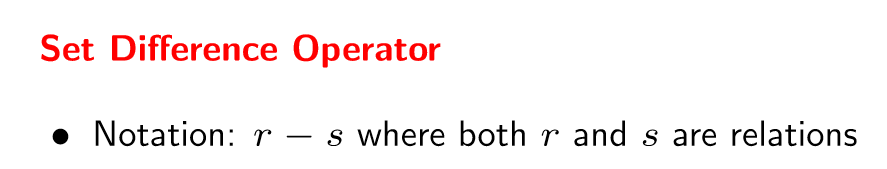 Set Difference Operator
• Notation: r − s where both r and s are relations